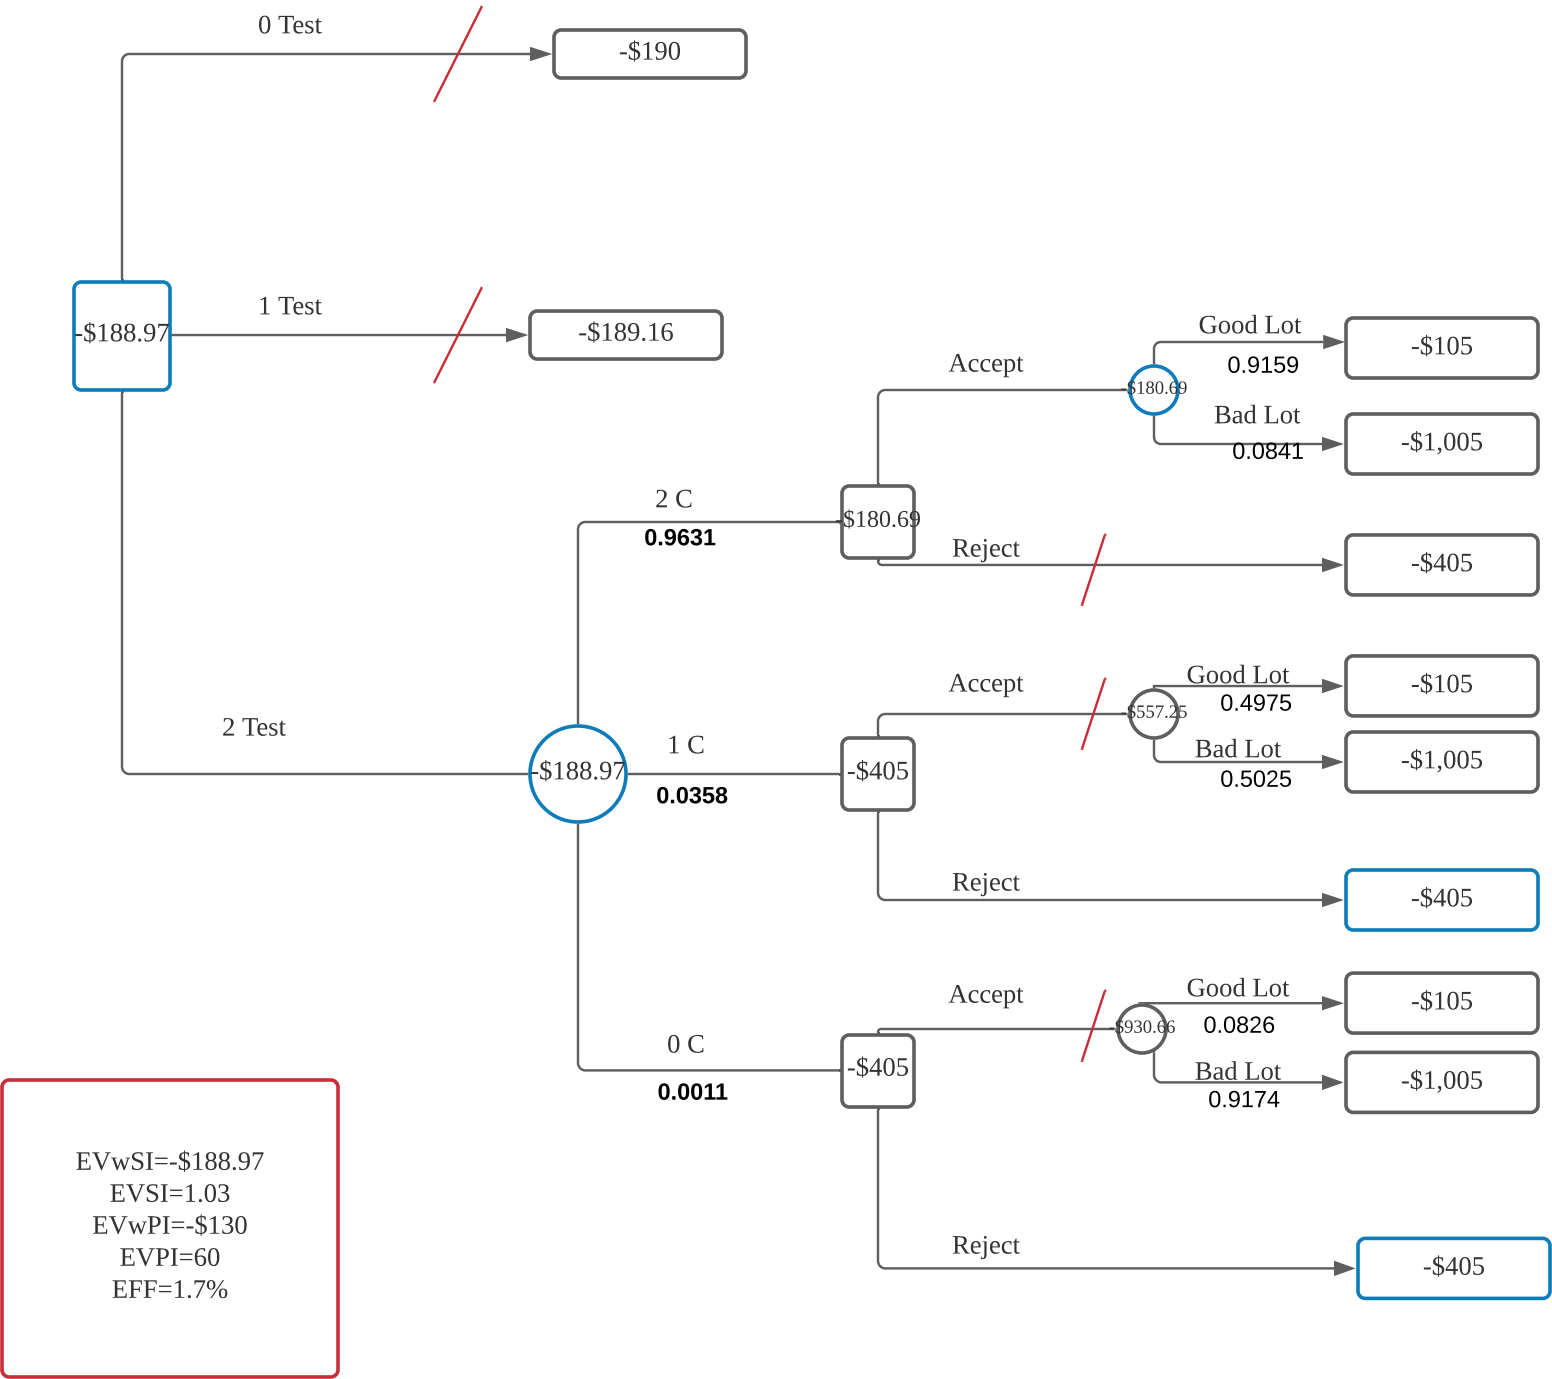 0 Test
-$190
1 Test
-$188.97
-$189.16
Good Lot
-$105
0.9159
Accept
-$180.69
Bad Lot
-$1,005
0.0841
2 C
-$180.69
0.9631
Reject
-$405
Accept
Good Lot
-$105
0.4975
-$557.25
2 Test
1 C
Bad Lot
-$1,005
-$188.97
-$405
0.5025
0.0358
Reject
-$405
Accept
Good Lot
-$105
-$930.66
0.0826
0 C
-$405
Bad Lot
-$1,005
0.0011
0.9174
EVwSI=-$188.97
EVSI=1.03
EVwPI=-$130
EVPI=60
EFF=1.7%
Reject
-$405